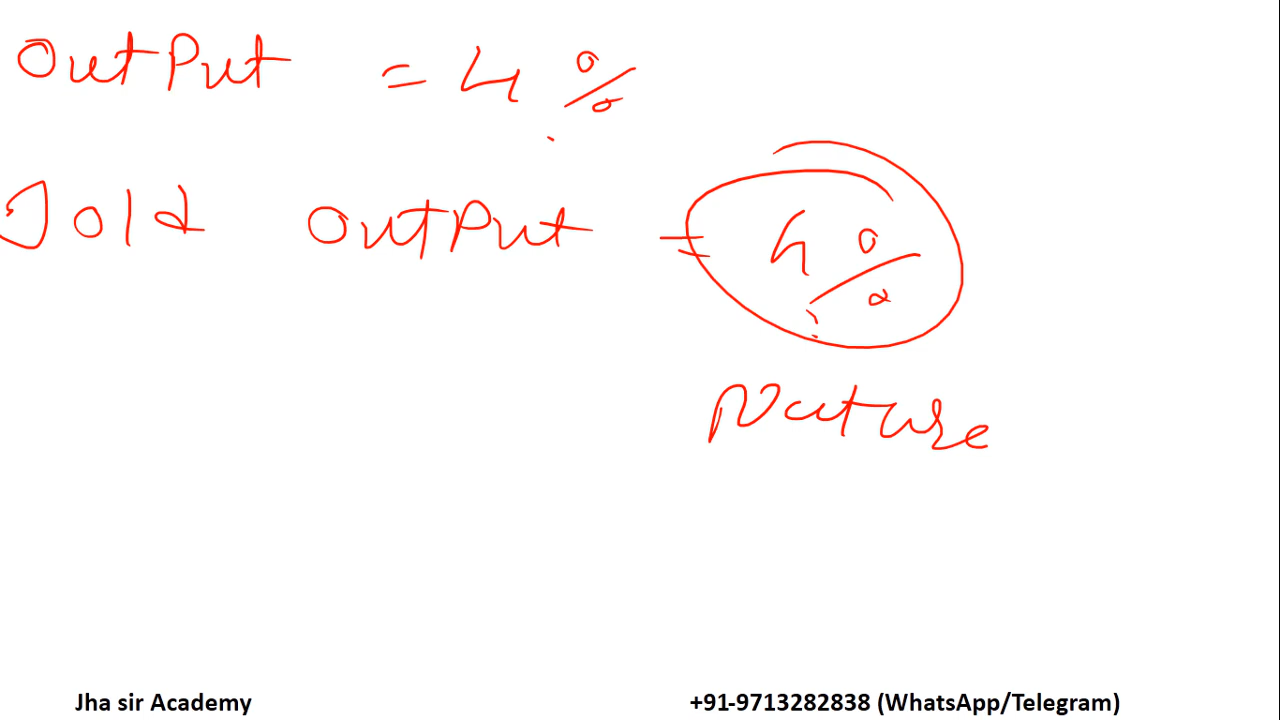 OutPut = 4 %
Gold OutPut = 4 %
Nature
Jha sir Academy
+91-9713282838 (WhatsApp/Telegram)